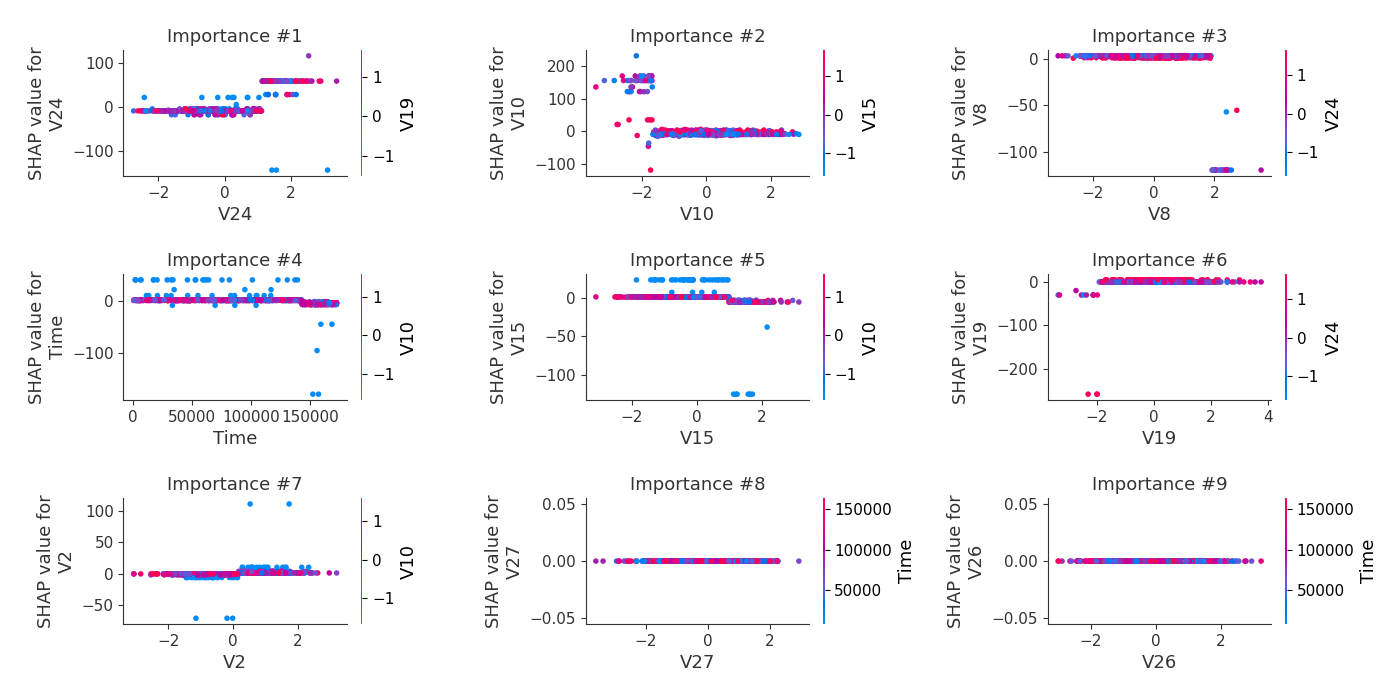 Importance #1
SHAP value for
V24
100
0
−100
−2
0
2
V24
1
0
−1
V19
Importance #2
SHAP value for
V10
200
100
0
−100
−2
0
2
V10
1
0
−1
V15
Importance #3
SHAP value for
V8
0
−50
−100
−2
0
2
V8
1
0
−1
V24
Importance #4
SHAP value for
Time
0
−100
0
50000
100000
150000
Time
1
0
−1
V10
Importance #5
SHAP value for
V15
0
−50
−100
−2
0
2
V15
1
0
−1
V10
Importance #6
SHAP value for
V19
0
−100
−200
−2
0
2
4
V19
1
0
−1
V24
Importance #7
SHAP value for
V2
100
50
0
−50
−2
0
2
V2
1
0
−1
V10
Importance #8
SHAP value for
V27
0.05
0.00
−0.05
−2
0
2
V27
150000
100000
50000
Time
Importance #9
SHAP value for
V26
0.05
0.00
−0.05
−2
0
2
V26
150000
100000
50000
Time